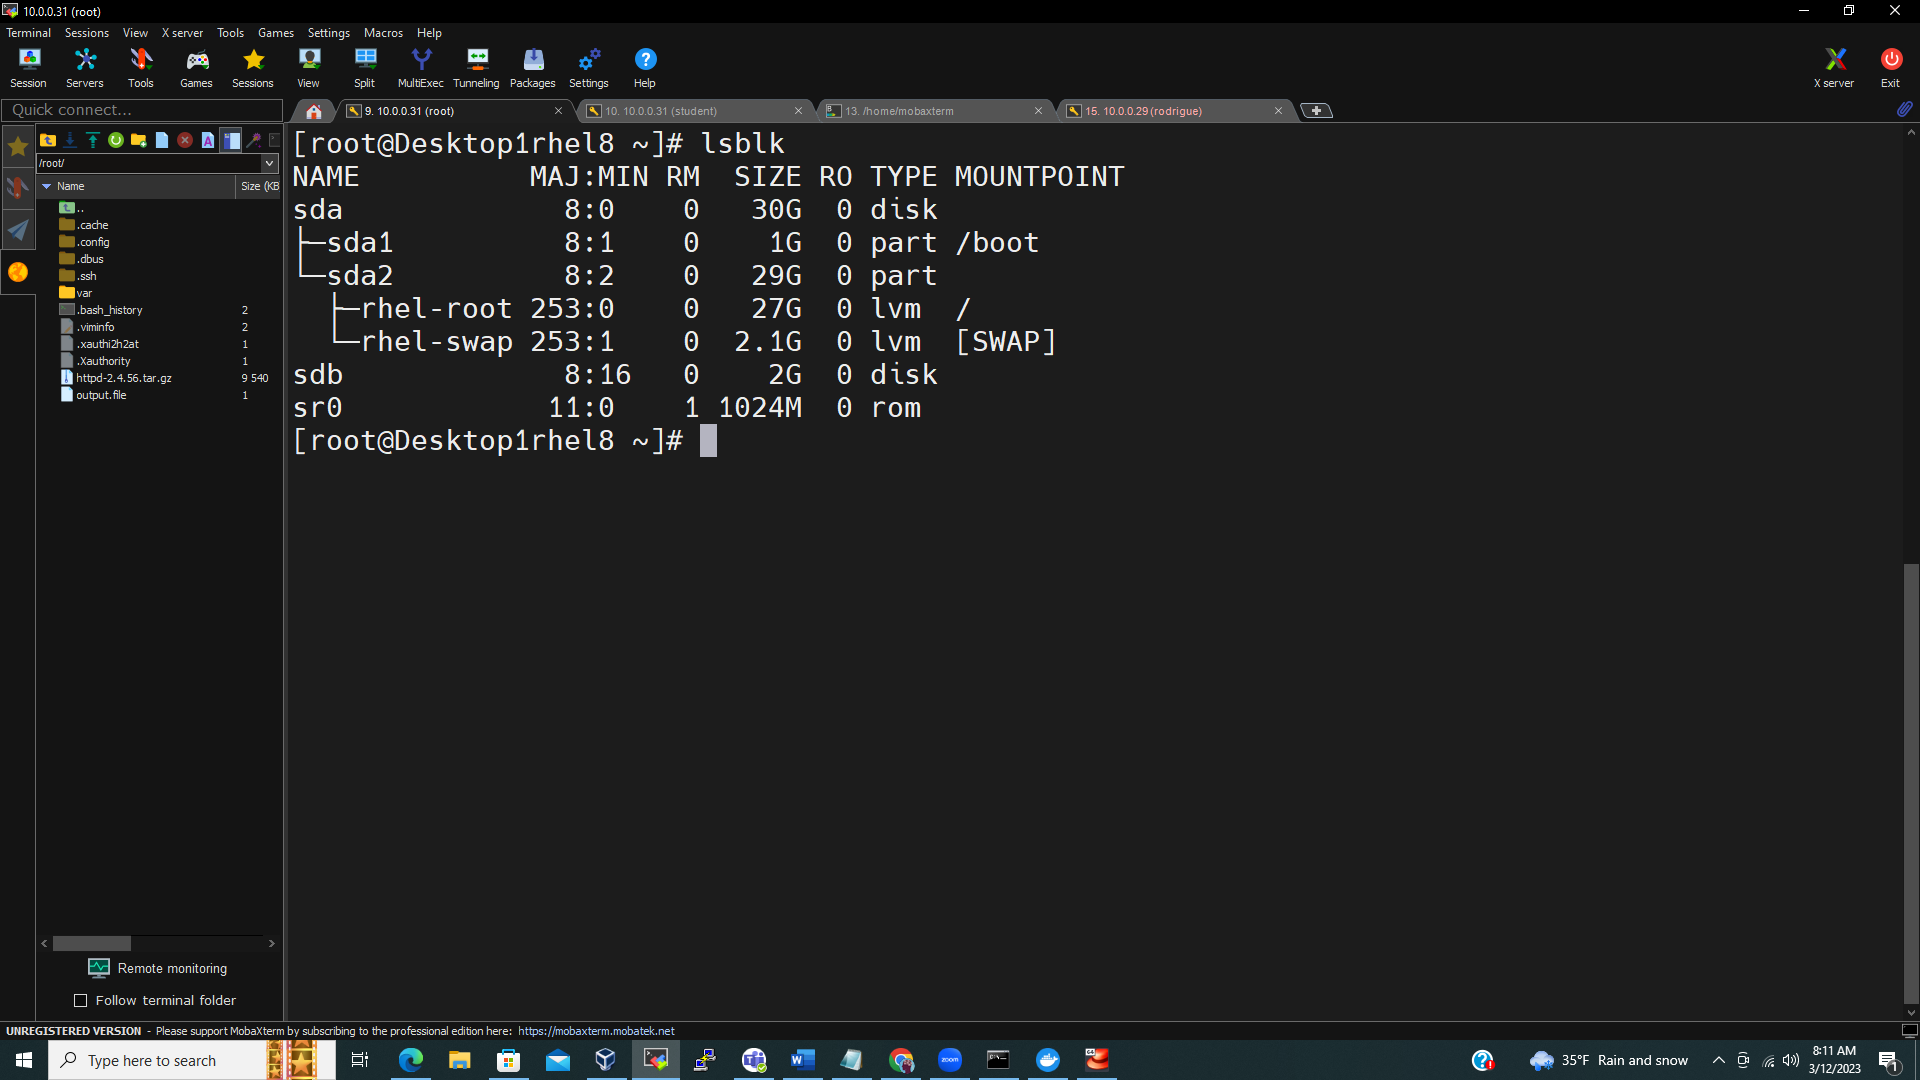 10.0.0.31 (root)
Terminal Sessions View X server Tools Games Settings Macros Help
Session Servers Tools Games Sessions View Split MultiExec Tunneling Packages Settings Help X server Exit
Quick connect...
9. 10.0.0.31 (root)
10. 10.0.0.31 (student)
13. /home/mobaxterm
15. 10.0.0.29 (rodrigue)
/root/
Name Size (KB
..
.cache
.config
.dbus
.ssh
var
.bash_history 2
.viminfo 2
.xauthi2h2at 1
.Xauthority 1
httpd-2.4.56.tar.gz 9 540
output.file 1
Remote monitoring
Follow terminal folder
[root@Desktop1rhel8 ~]# lsblk
NAME MAJ:MIN RM SIZE RO TYPE MOUNTPOINT
sda 8:0 0 30G 0 disk
├─sda1 8:1 0 1G 0 part /boot
└─sda2 8:2 0 29G 0 part
├─rhel-root 253:0 0 27G 0 lvm /
└─rhel-swap 253:1 0 2.1G 0 lvm [SWAP]
sdb 8:16 0 2G 0 disk
sr0 11:0 1 1024M 0 rom
[root@Desktop1rhel8 ~]#
UNREGISTERED VERSION - Please support MobaXterm by subscribing to the professional edition here: https://mobaxterm.mobatek.net
Type here to search
zoom
35°F Rain and snow
8:11 AM
3/12/2023
1